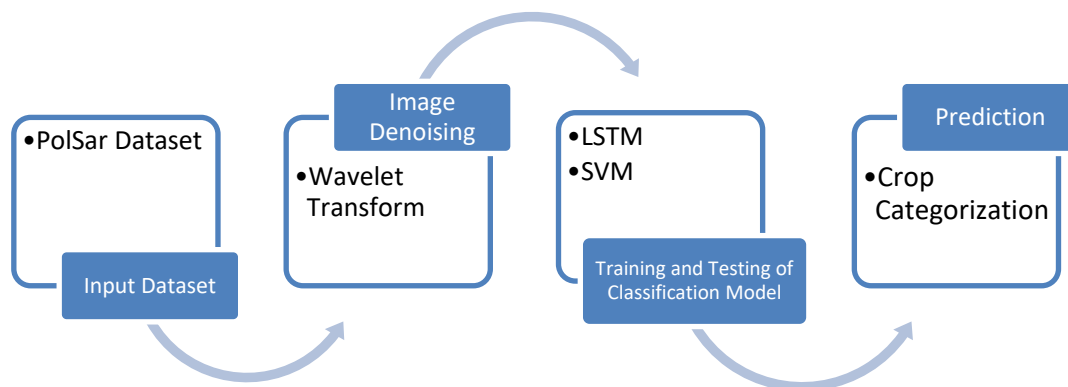 •PolSar Dataset
Input Dataset
Image
Denoising
•Wavelet
Transform
•LSTM
•SVM
Training and Testing of
Classification Model
Prediction
•Crop
Categorization